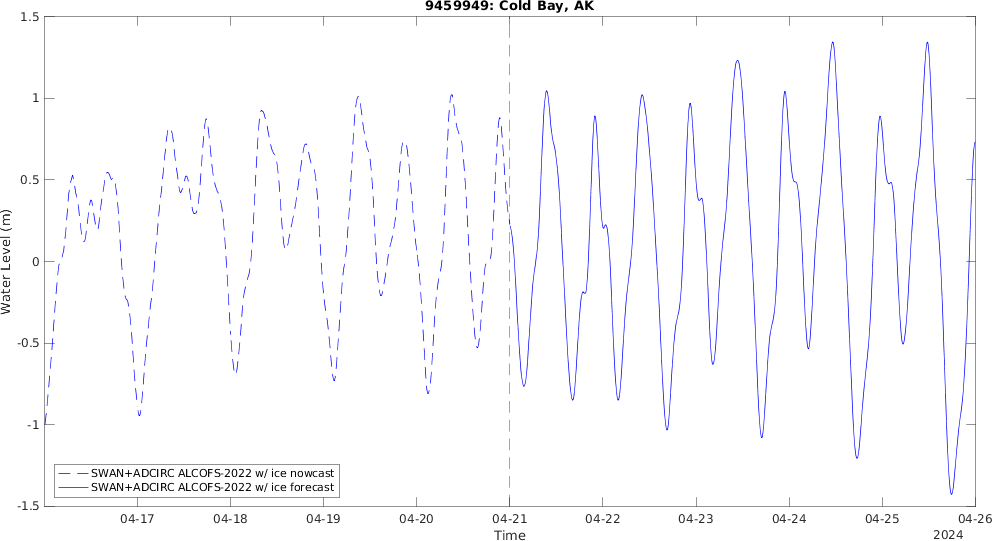 9459949: Cold Bay, AK
1.5
1
0.5
0
-0.5
-1
-1.5
Water Level (m)
SWAN+ADCIRC ALCOFS-2022 w/ ice nowcast
SWAN+ADCIRC ALCOFS-2022 w/ ice forecast
04-17 04-18 04-19 04-20 04-21 04-22 04-23 04-24 04-25 04-26
Time
2024